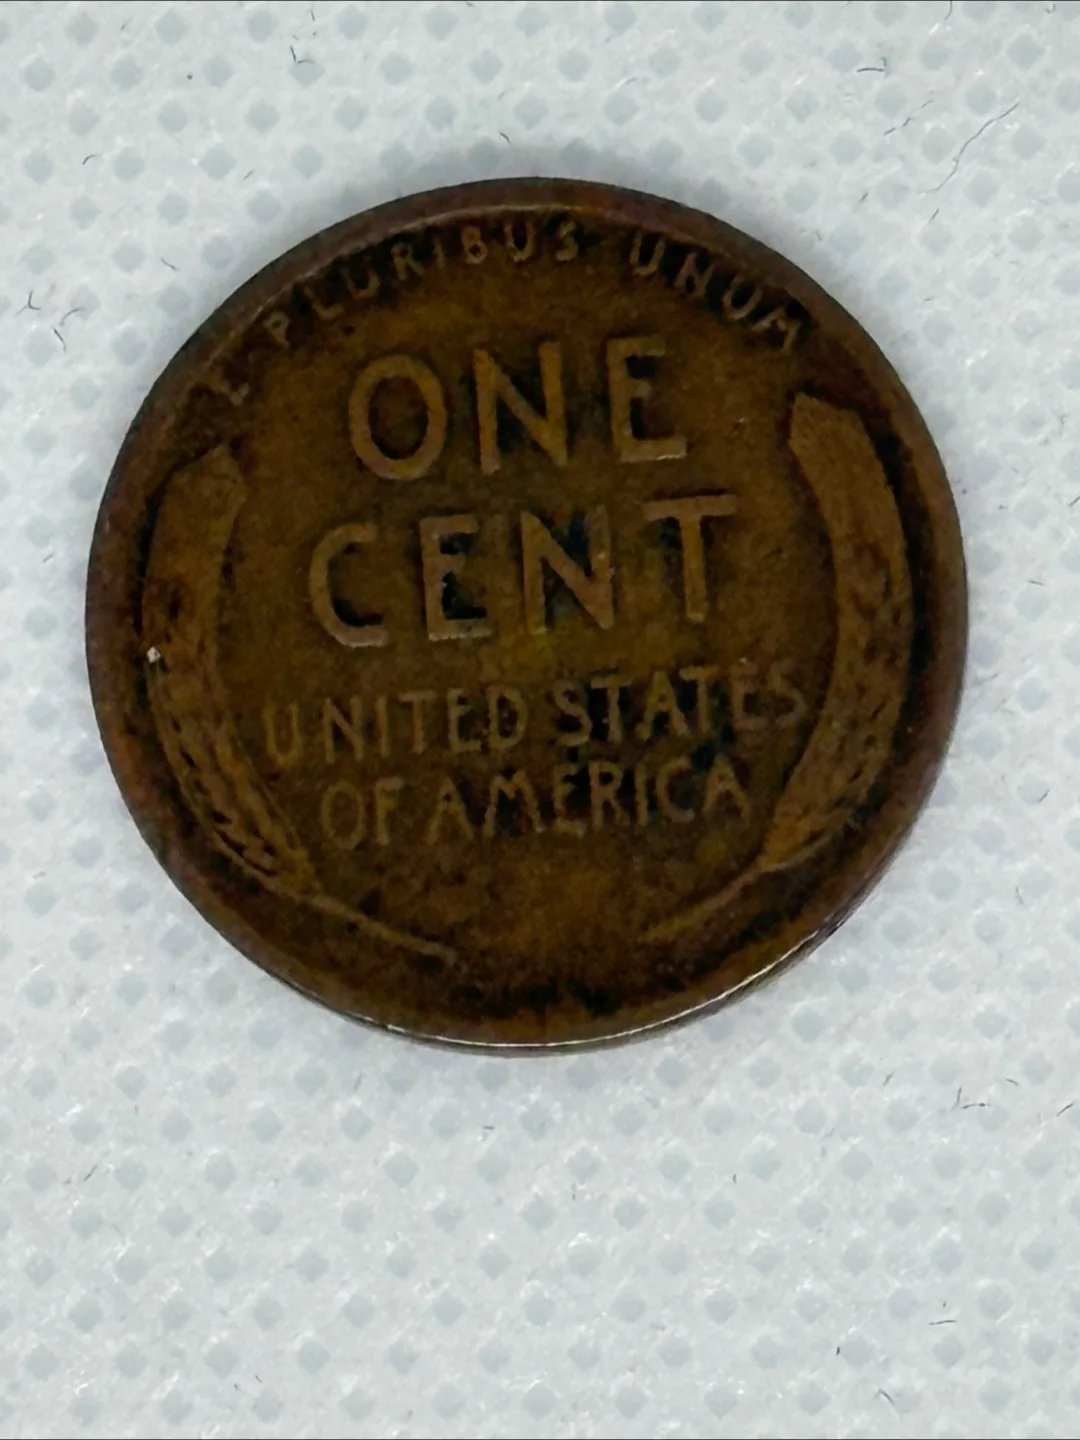 E PLURIBUS UNUM
ONE
CENT
UNITED STATES
OF AMERICA